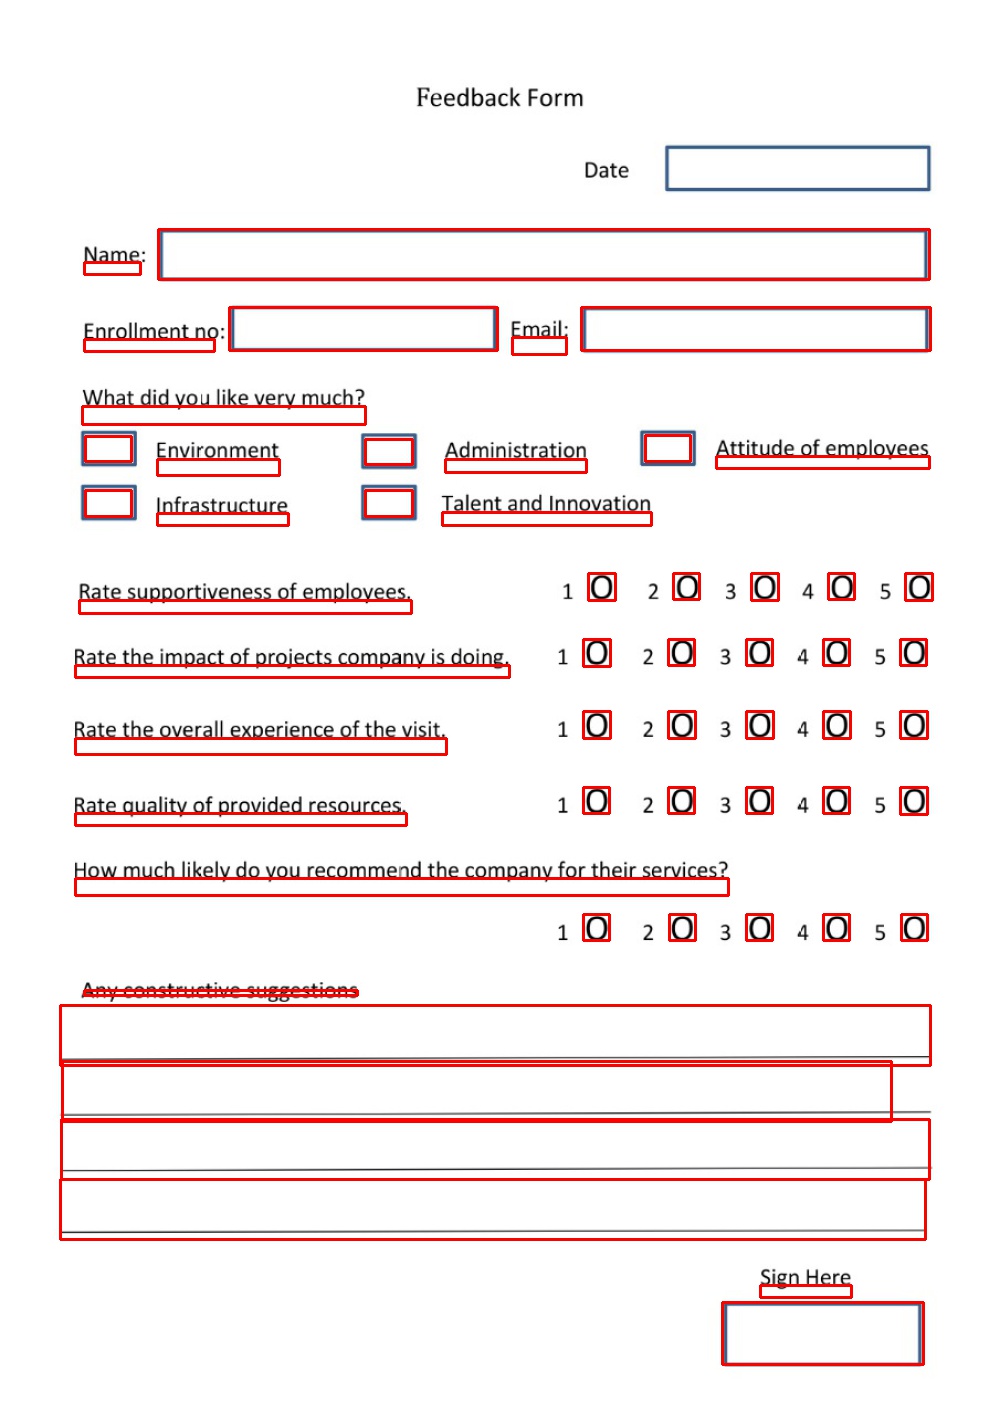 Feedback Form
Date
Name:
Enrollment no: Email:
What did you like very much?
Environment Administration Attitude of employees
Infrastructure Talent and Innovation
Rate supportiveness of employees. 1 O 2 O 3 O 4 O 5 O
Rate the impact of projects company is doing. 1 O 2 O 3 O 4 O 5 O
Rate the overall experience of the visit. 1 O 2 O 3 O 4 O 5 O
Rate quality of provided resources. 1 O 2 O 3 O 4 O 5 O
How much likely do you recommend the company for their services?
1 O 2 O 3 O 4 O 5 O
Any constructive suggestions
Sign Here